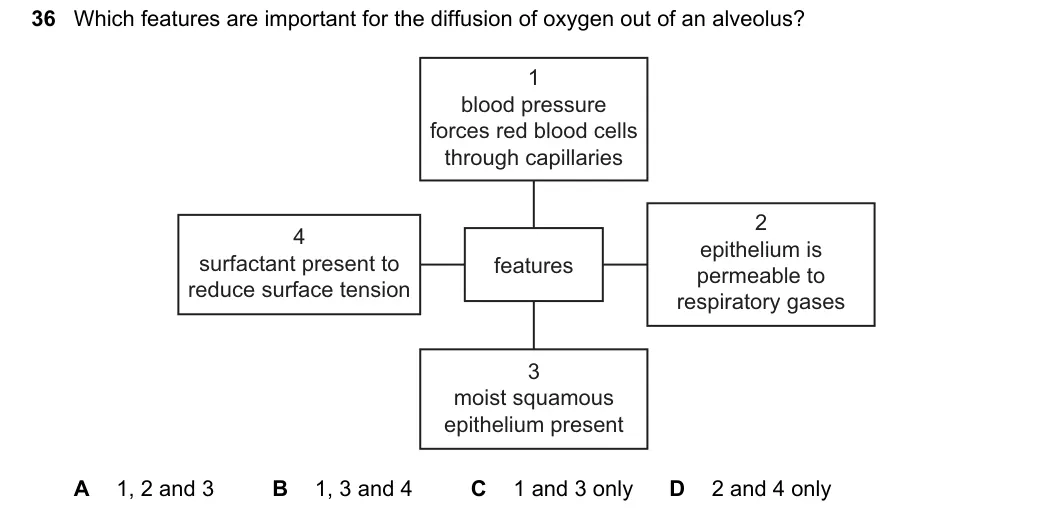 36 Which features are important for the diffusion of oxygen out of an alveolus?
1
blood pressure
forces red blood cells
through capillaries
4
surfactant present to
reduce surface tension
features
2
epithelium is
permeable to
respiratory gases
3
moist squamous
epithelium present
A 1, 2 and 3 B 1, 3 and 4 C 1 and 3 only D 2 and 4 only